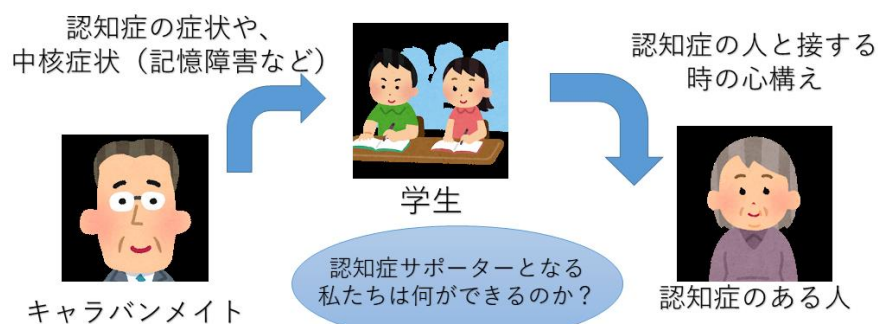 認知症の症状や、
中核症状（記憶障害など）
認知症の人と接する
時の心構え
学生
認知症サポーターとなる
私たちは何ができるのか？
キャラバンメイト
認知症のある人